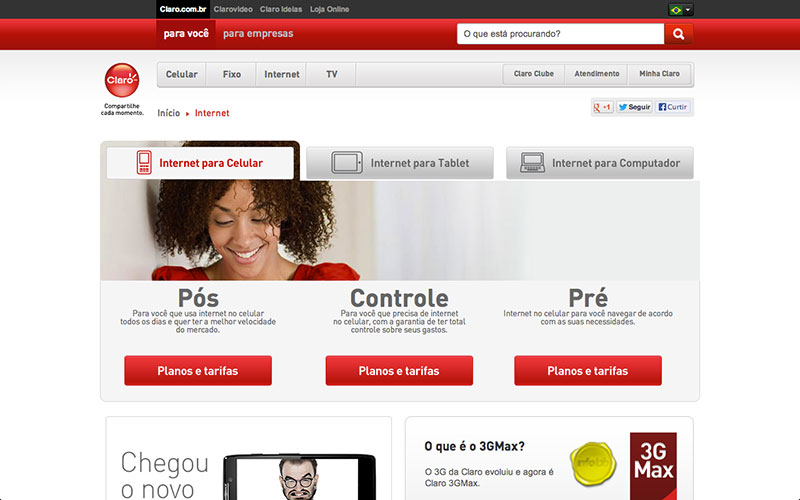 Claro.com.br Clarovideo Claro Ideias Loja Online
para você para empresas
O que está procurando?
Claro
Compartilhe
cada momento.
Celular Fixo Internet TV
Claro Clube Atendimento Minha Claro
Início ▸ Internet
+1 Seguir Curtir
Internet para Celular
Internet para Tablet
Internet para Computador
Pós
Para você que usa internet no celular
todos os dias e quer ter a melhor velocidade
do mercado.
Planos e tarifas
Controle
Para você que precisa de internet
no celular, com a garantia de ter total
controle sobre seus gastos.
Planos e tarifas
Pré
Internet no celular para você navegar de acordo
com as suas necessidades.
Planos e tarifas
Chegou
o novo
O que é o 3GMax?
O 3G da Claro evoluiu e agora é
Claro 3GMax.
3G
Max